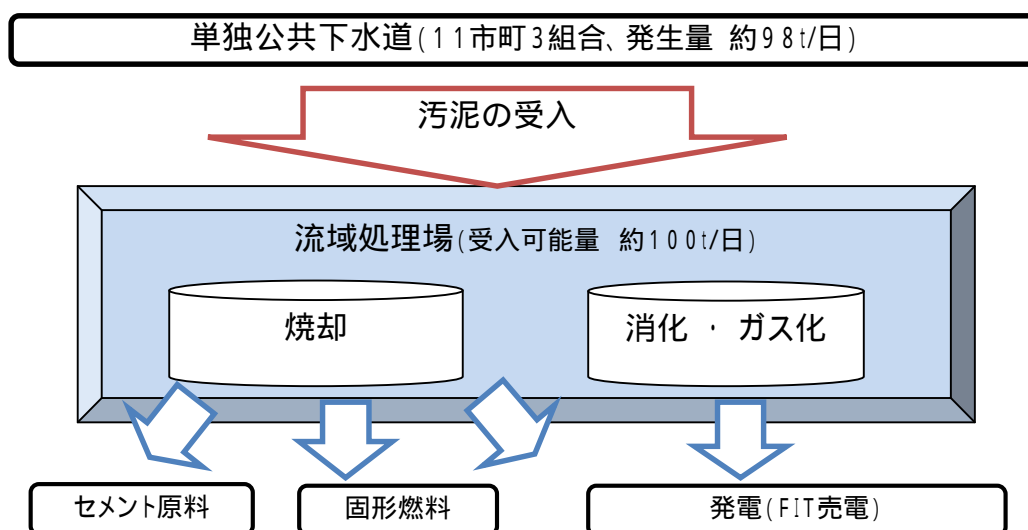 単独公共下水道(11市町3組合、発生量 約98t/日)
汚泥の受入
流域処理場(受入可能量 約100t/日)
焼却
消化 ・ ガス化
セメント原料
固形燃料
発電(FIT売電)